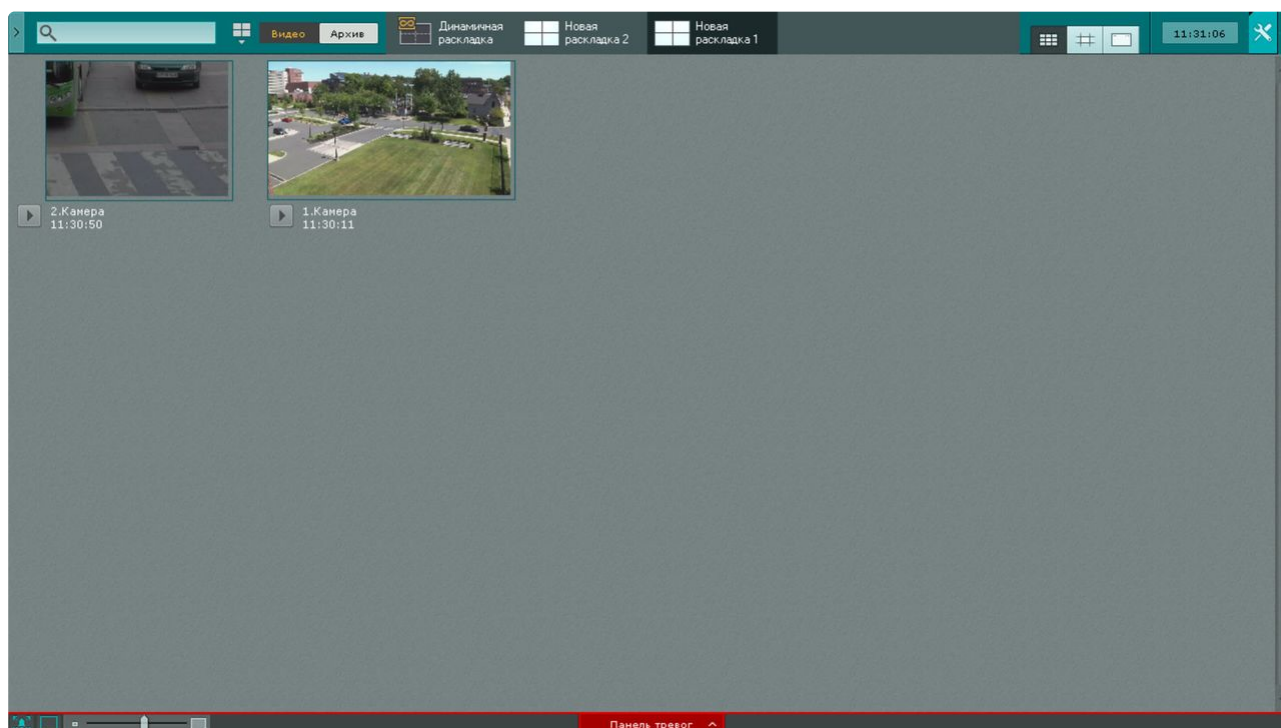 Видео
Архив
Динамичная
раскладка
Новая
раскладка 2
Новая
раскладка 1
11:31:06
2.Камера
11:30:50
1.Камера
11:30:11
Панель тревог